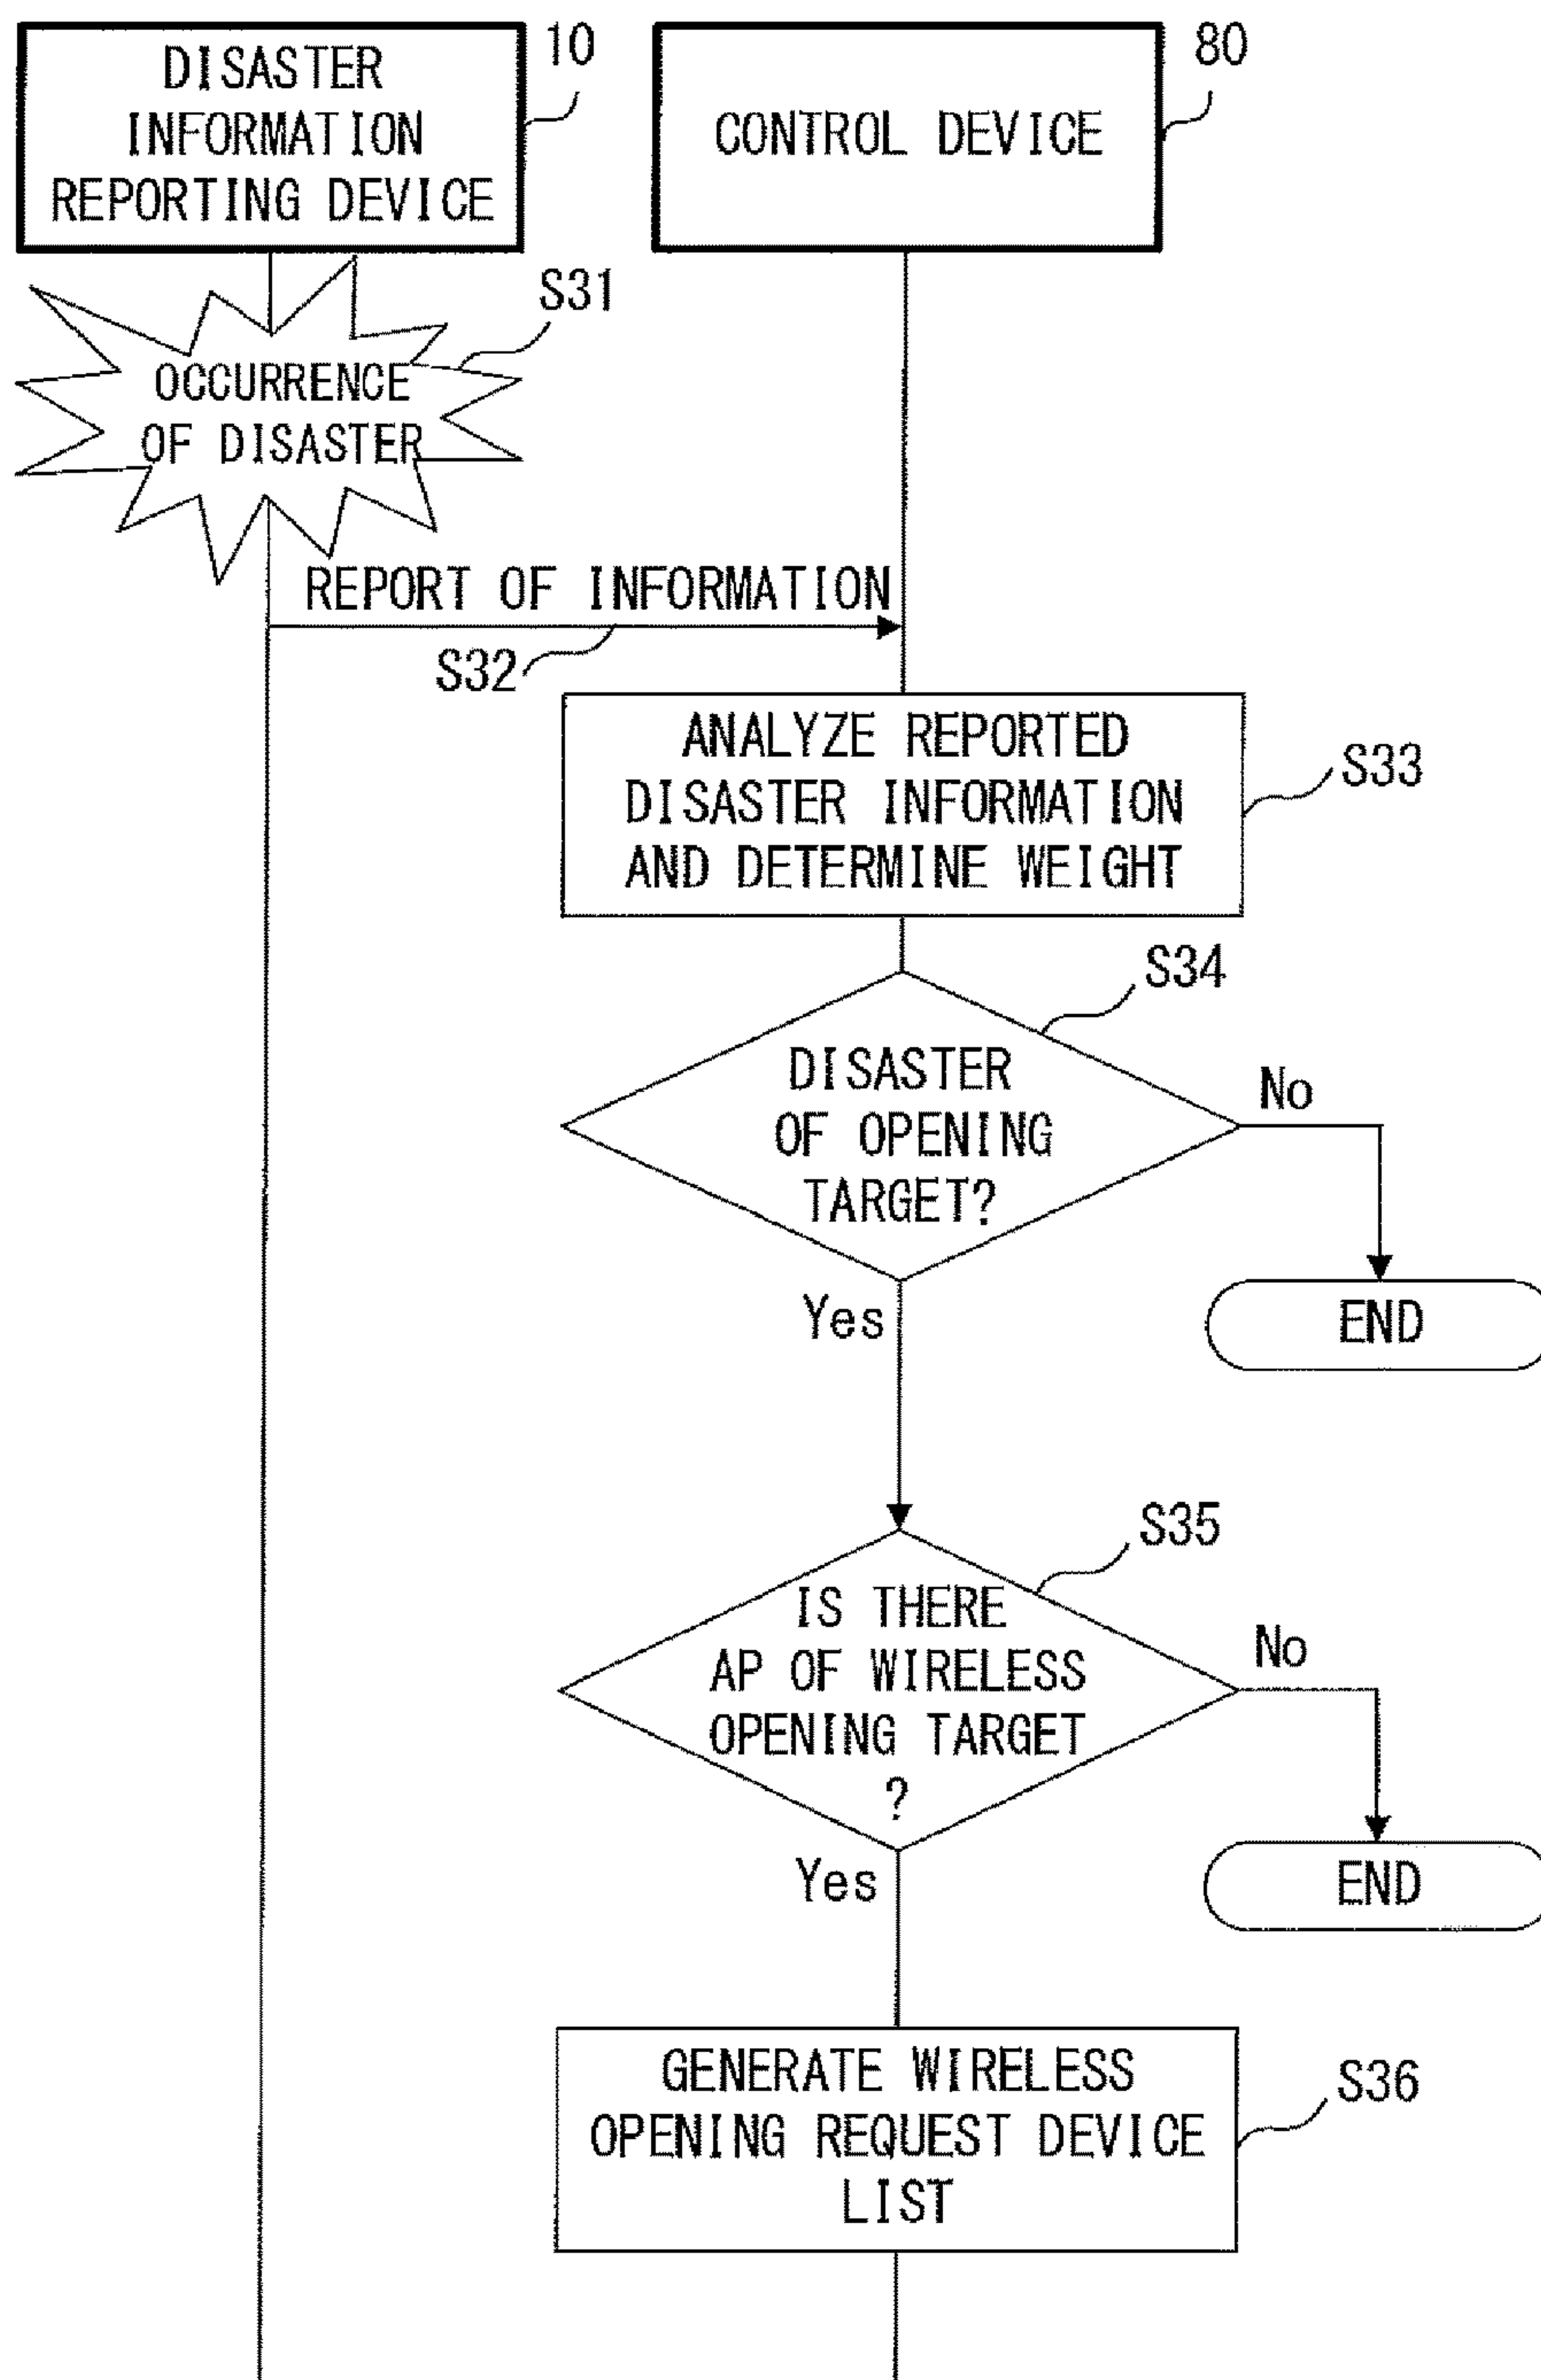 DISASTER
INFORMATION
REPORTING DEVICE
10
CONTROL DEVICE
80
S31
OCCURRENCE
OF DISASTER
REPORT OF INFORMATION
S32
ANALYZE REPORTED
DISASTER INFORMATION
AND DETERMINE WEIGHT
S33
S34
DISASTER
OF OPENING
TARGET?
No
END
Yes
S35
IS THERE
AP OF WIRELESS
OPENING TARGET
?
No
END
Yes
GENERATE WIRELESS
OPENING REQUEST DEVICE
LIST
S36